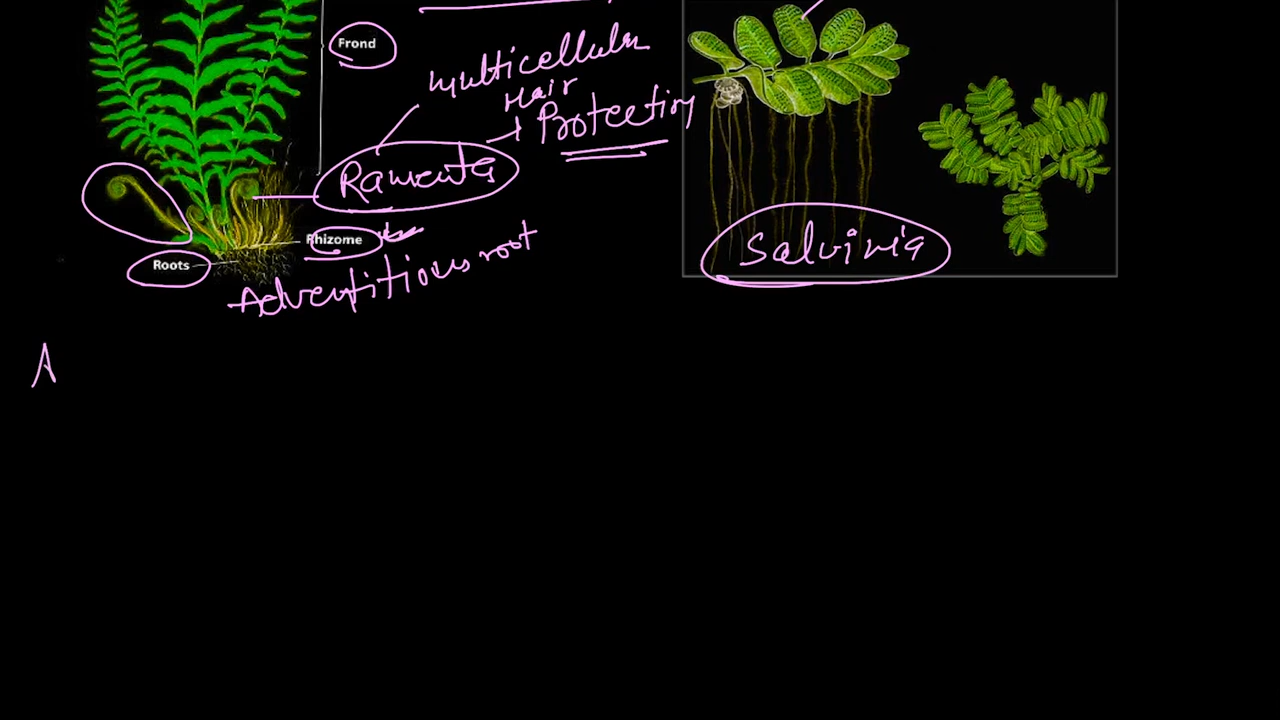 Frond
multicellular
Hair
→ Protection
Ramenta
Rhizome
Roots
Adventitious root
Salvinia
A